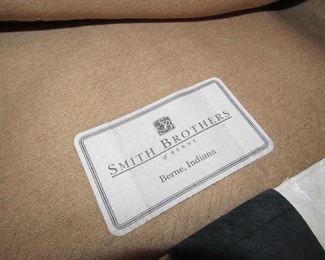 SMITH BROTHERS
of BERNE
Berne, Indiana